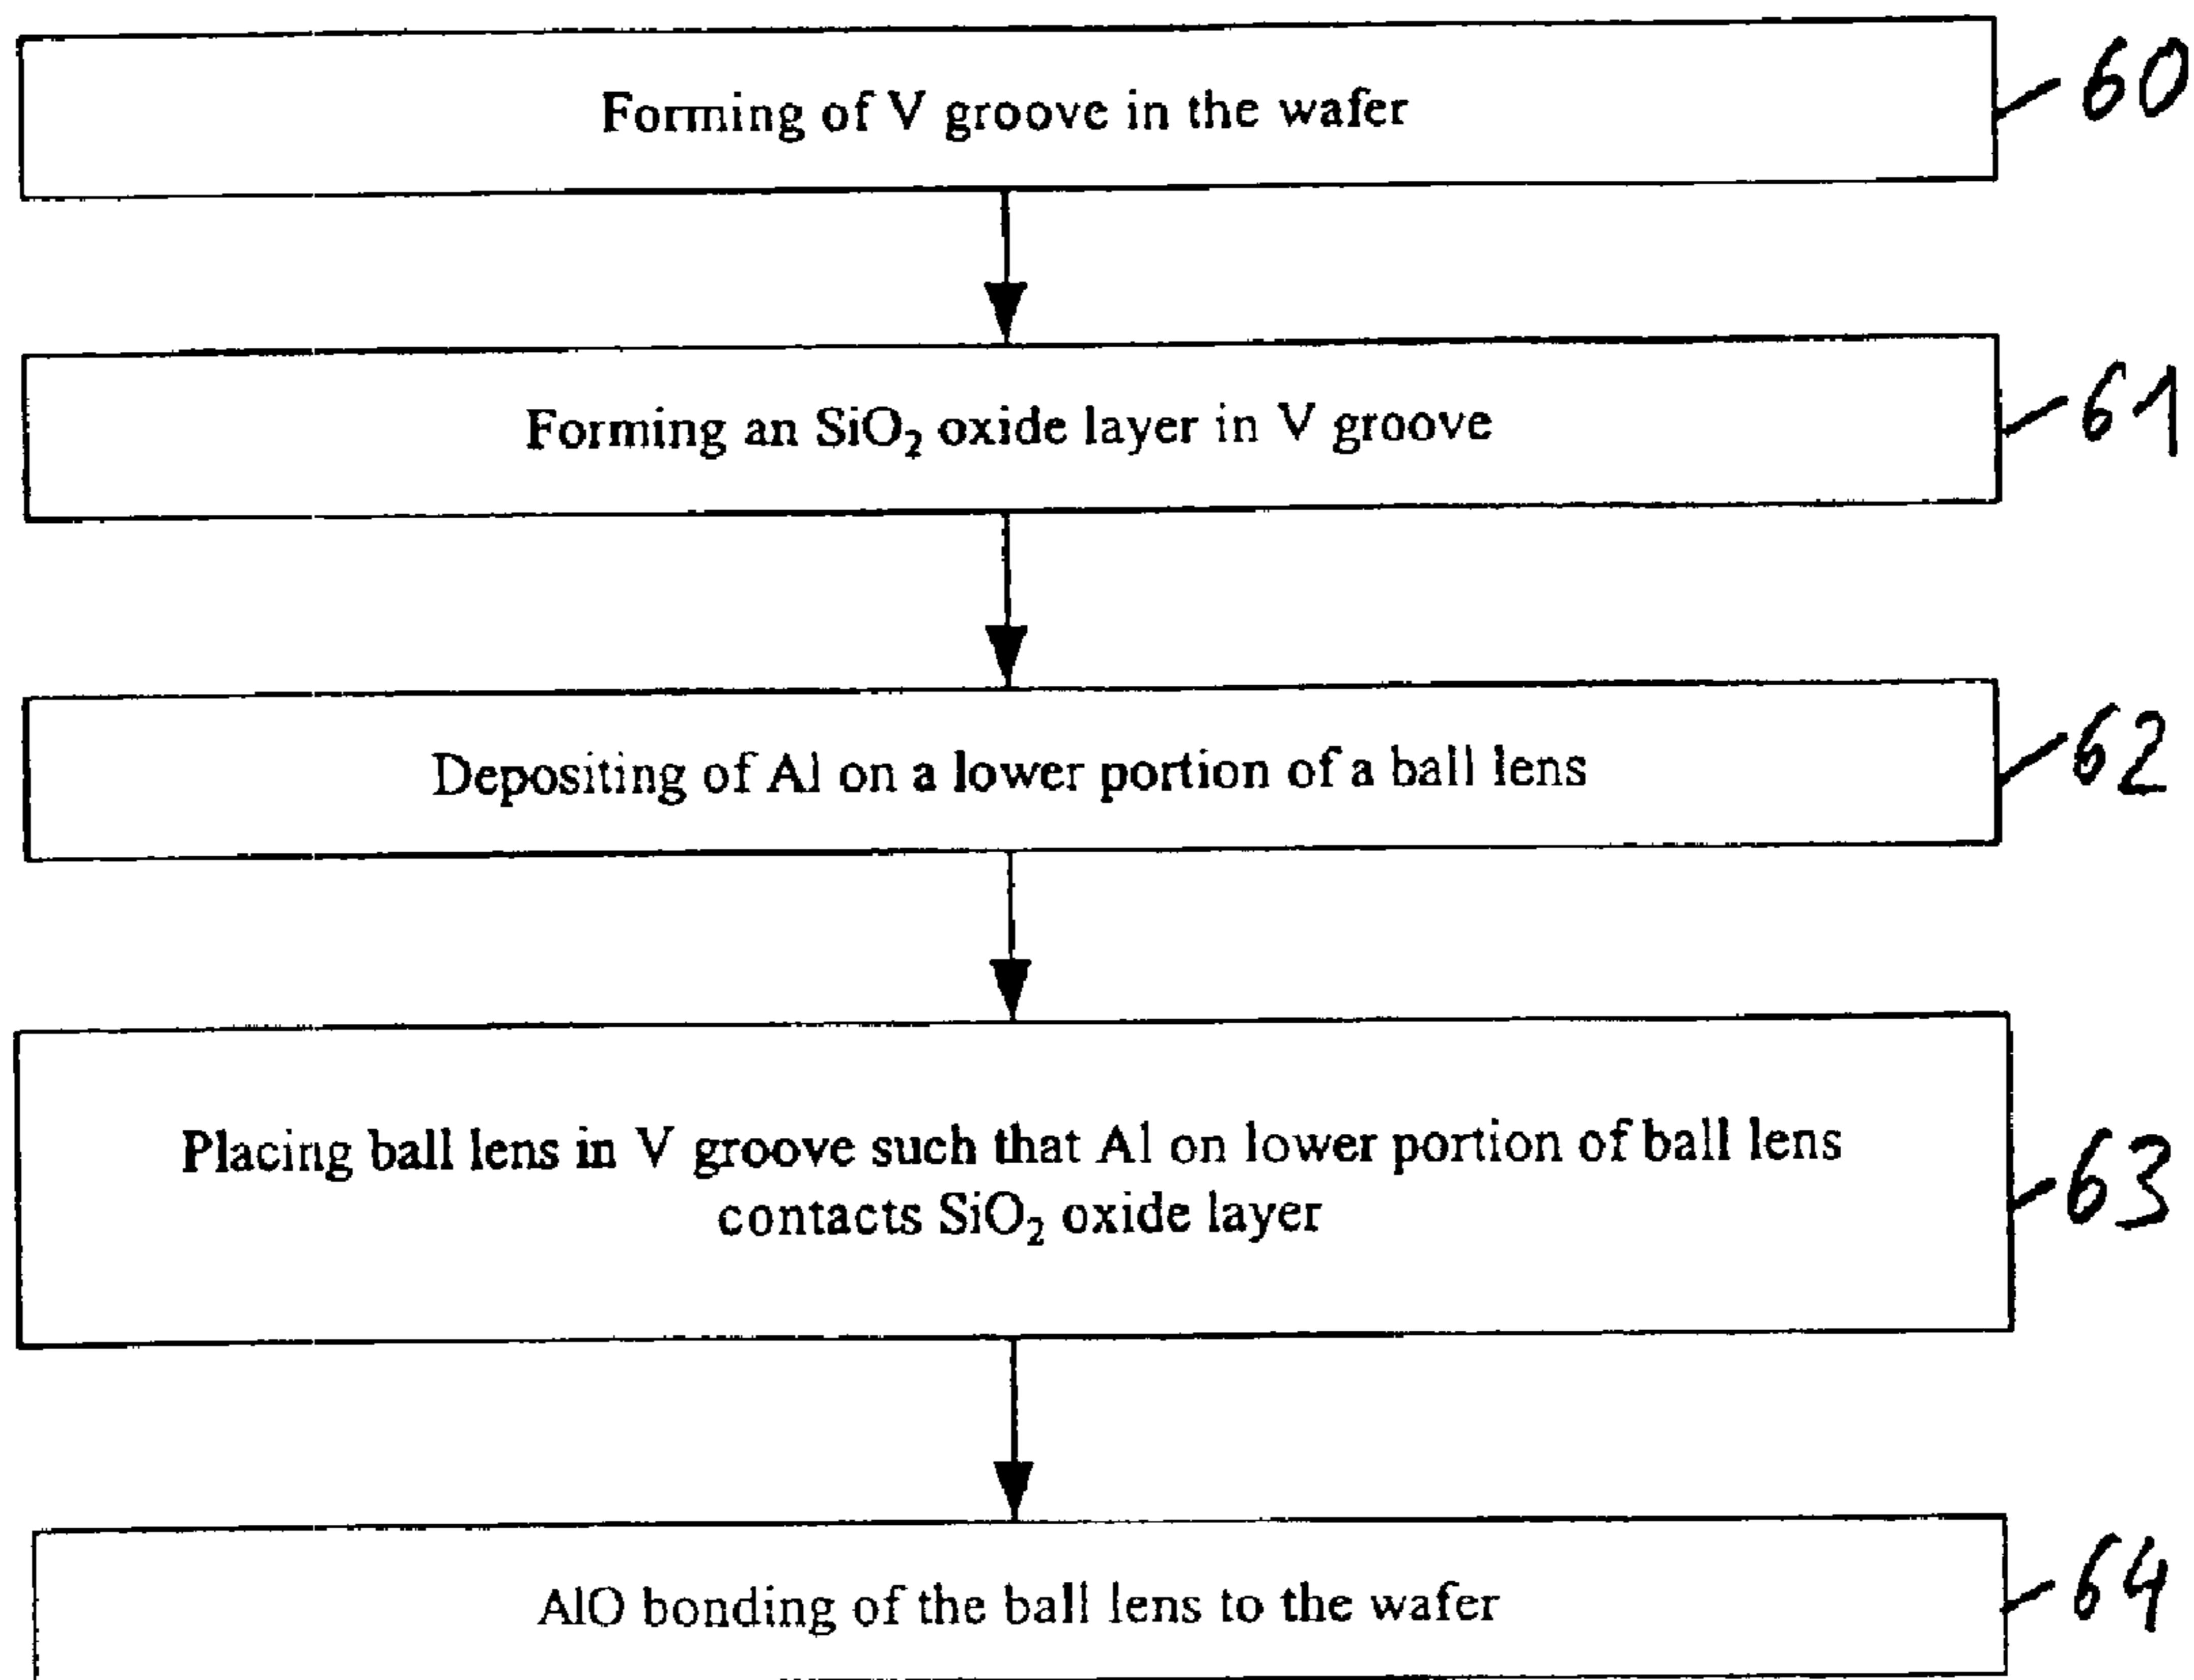 Forming of V groove in the wafer
60
Forming an SiO₂ oxide layer in V groove
61
Depositing of Al on a lower portion of a ball lens
62
Placing ball lens in V groove such that Al on lower portion of ball lens
contacts SiO₂ oxide layer
63
AlO bonding of the ball lens to the wafer
64